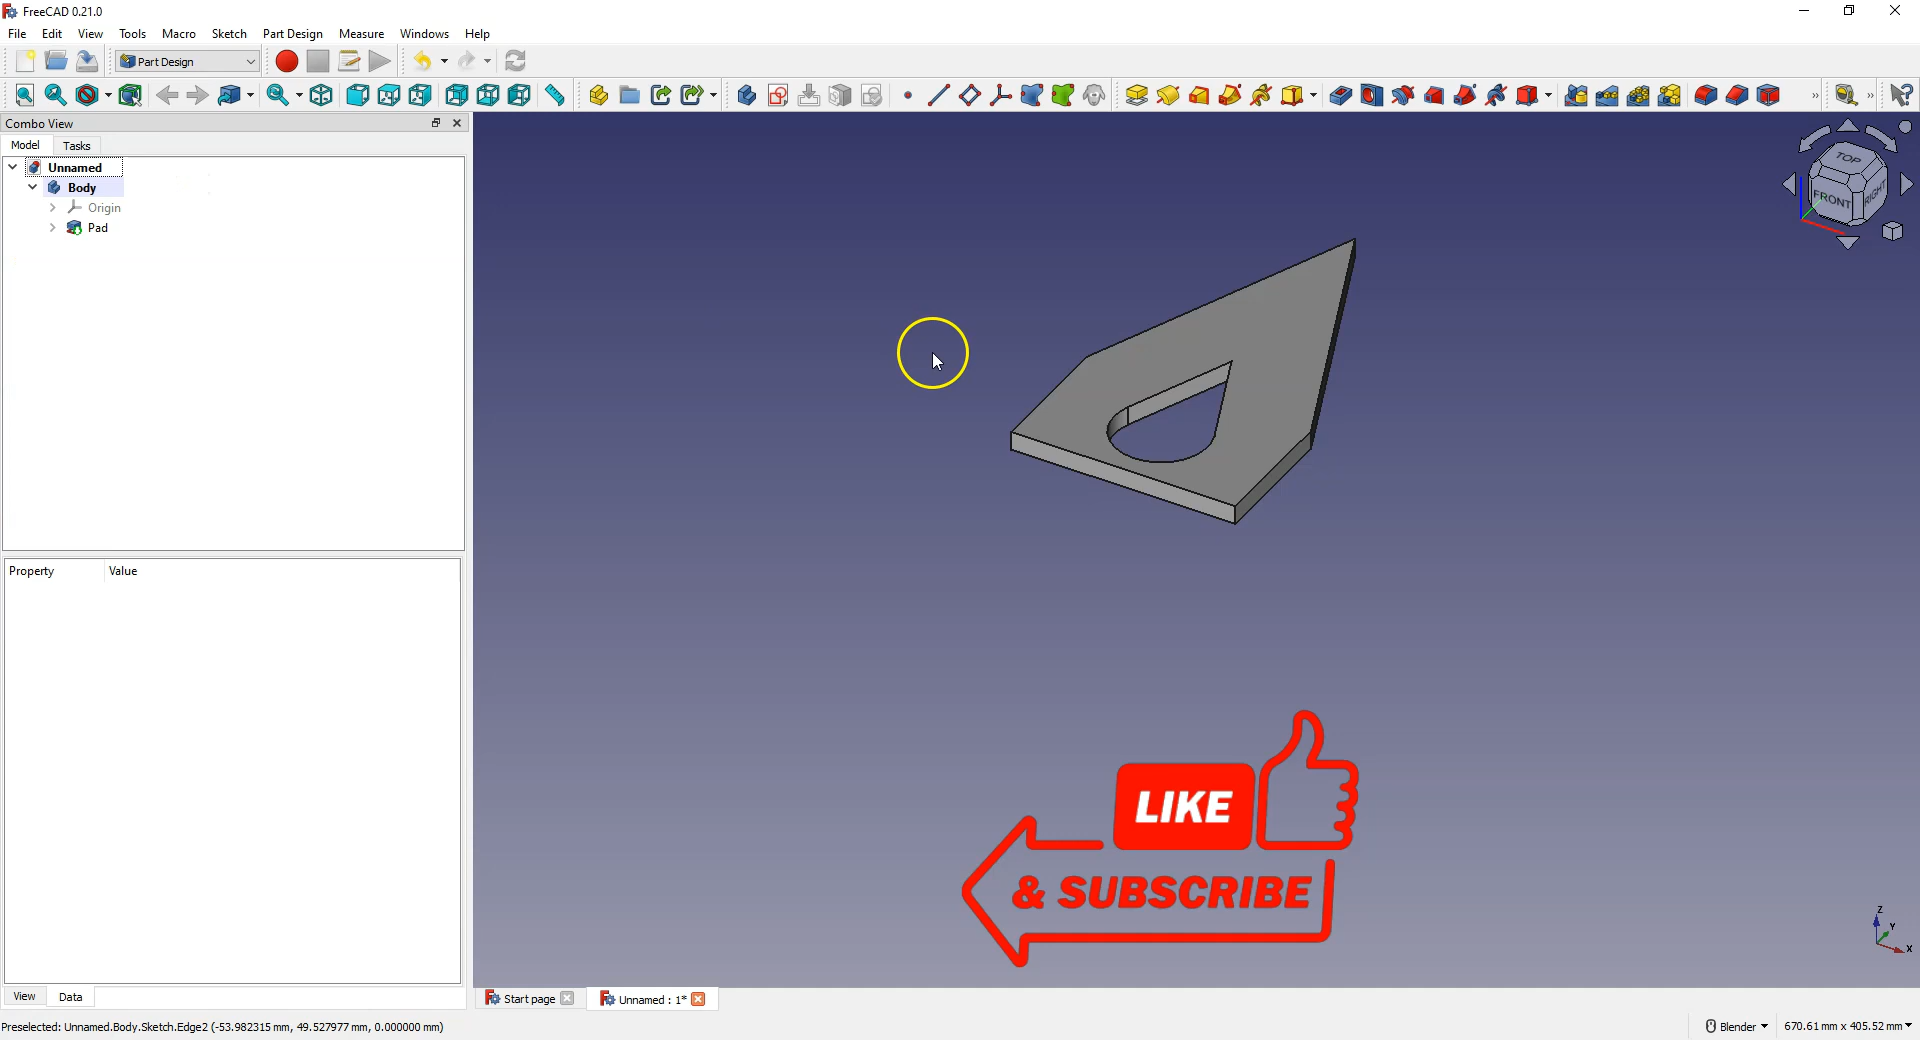 FreeCAD 0.21.0
File Edit View Tools Macro Sketch Part Design Measure Windows Help
Part Design
Combo View
Model Tasks
Unnamed
Body
Origin
Pad
TOP
FRONT
RIGHT
Property Value
LIKE
& SUBSCRIBE
Z
Y
X
View Data
Start page
Unnamed : 1*
Preselected: Unnamed.Body.Sketch.Edge2 (-53.982315 mm, 49.527977 mm, 0.000000 mm)
Blender
670.61 mm x 405.52 mm